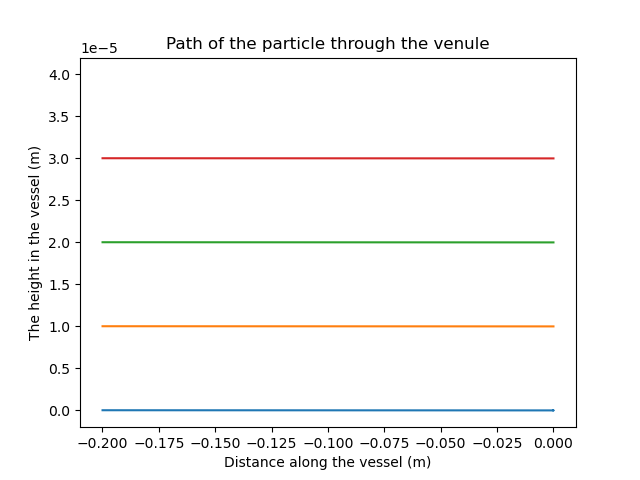 Path of the particle through the venule
1e−5
4.0
3.5
3.0
2.5
2.0
1.5
1.0
0.5
0.0
The height in the vessel (m)
−0.200 −0.175 −0.150 −0.125 −0.100 −0.075 −0.050 −0.025 0.000
Distance along the vessel (m)